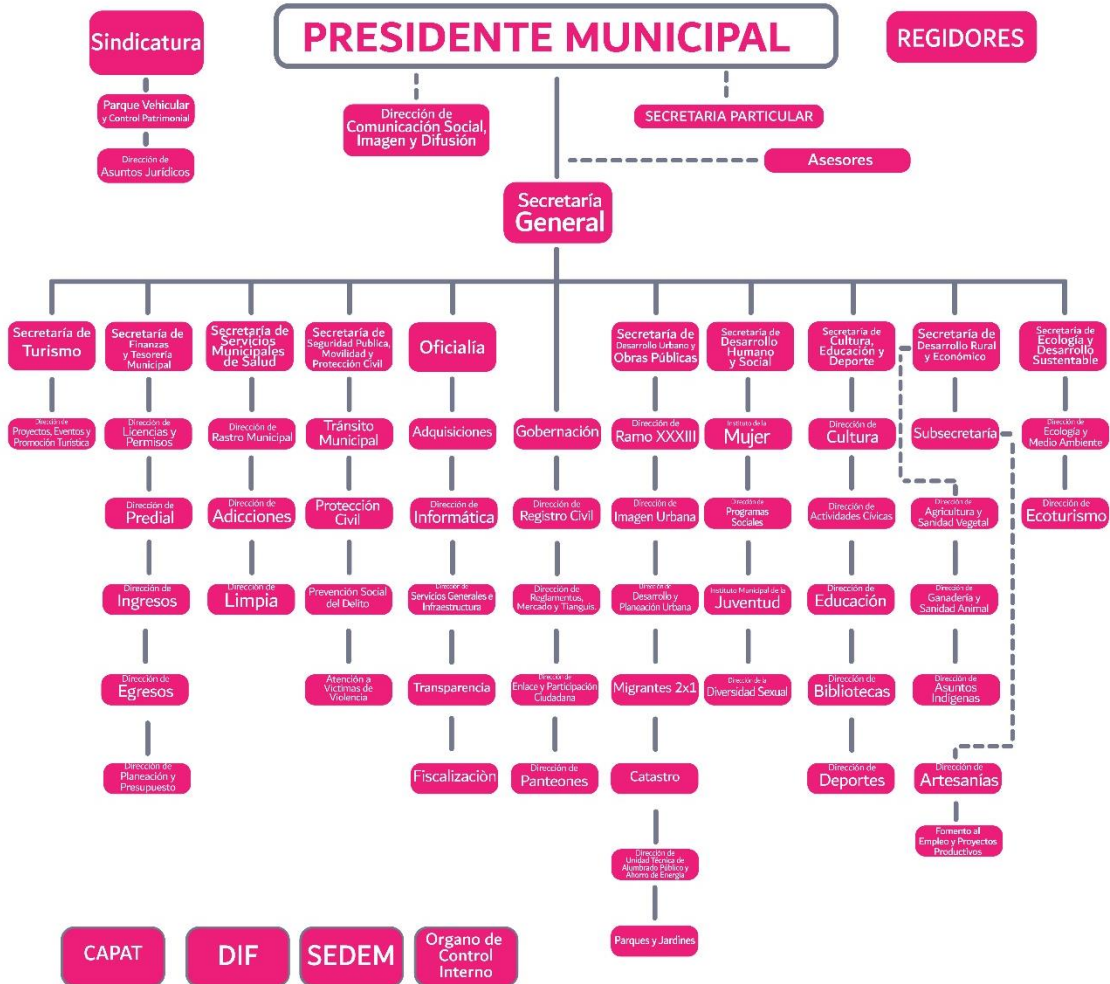 Sindicatura
PRESIDENTE MUNICIPAL
REGIDORES
Parque Vehicular
y Control Patrimonial
Dirección de
Asuntos Jurídicos
Dirección de
Comunicación Social,
Imagen y Difusión
SECRETARIA PARTICULAR
Asesores
Secretaría
General
Secretaría de
Turismo
Secretaría de
Finanzas
y Tesorería
Municipal
Secretaría de
Servicios
Municipales
de Salud
Secretaría de
Seguridad Publica,
Movilidad y
Protección Civil
Oficialía
Secretaría de
Desarrollo Urbano y
Obras Públicas
Secretaría de
Desarrollo
Humano
y Social
Secretaría de
Cultura,
Educación y
Deporte
Secretaría de
Desarrollo Rural
y Económico
Secretaría de
Ecología y
Desarrollo
Sustentable
Dirección de
Proyectos, Eventos y
Promoción Turística
Dirección de
Licencias y
Permisos
Dirección de
Rastro Municipal
Tránsito
Municipal
Adquisiciones
Gobernación
Dirección de
Ramo XXXIII
Instituto de la
Mujer
Dirección de
Cultura
Subsecretaría
Dirección de
Ecología y
Medio Ambiente
Dirección de
Predial
Dirección de
Adicciones
Protección
Civil
Dirección de
Informática
Dirección de
Registro Civil
Dirección de
Imagen Urbana
Dirección de
Programas
Sociales
Dirección de
Actividades Cívicas
Dirección de
Agricultura y
Sanidad Vegetal
Dirección de
Ecoturismo
Dirección de
Ingresos
Dirección de
Limpia
Prevención Social
del Delito
Dirección de
Servicios Generales e
Infraestructura
Dirección de
Reglamentos,
Mercado y Tianguis.
Dirección de
Desarrollo y
Planeación Urbana
Instituto Municipal de la
Juventud
Dirección de
Educación
Dirección de
Ganadería y
Sanidad Animal
Dirección de
Egresos
Atención a
Víctimas de
Violencia
Transparencia
Dirección de
Enlace y Participación
Ciudadana
Migrantes 2x1
Dirección de la
Diversidad Sexual
Dirección de
Bibliotecas
Dirección de
Asuntos
Indígenas
Dirección de
Planeación y
Presupuesto
Fiscalizaciòn
Dirección de
Panteones
Catastro
Dirección de
Deportes
Dirección de
Artesanías
Fomento al
Empleo y Proyectos
Productivos
Dirección de
Unidad Técnica de
Alumbrado Público y
Ahorro de Energía
Parques y Jardines
CAPAT
DIF
SEDEM
Organo de
Control
Interno